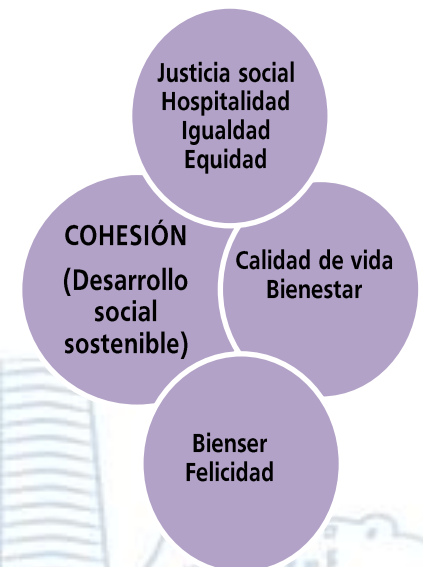 Justicia social
Hospitalidad
Igualdad
Equidad
COHESIÓN
(Desarrollo
social
sostenible)
Calidad de vida
Bienestar
Bienser
Felicidad